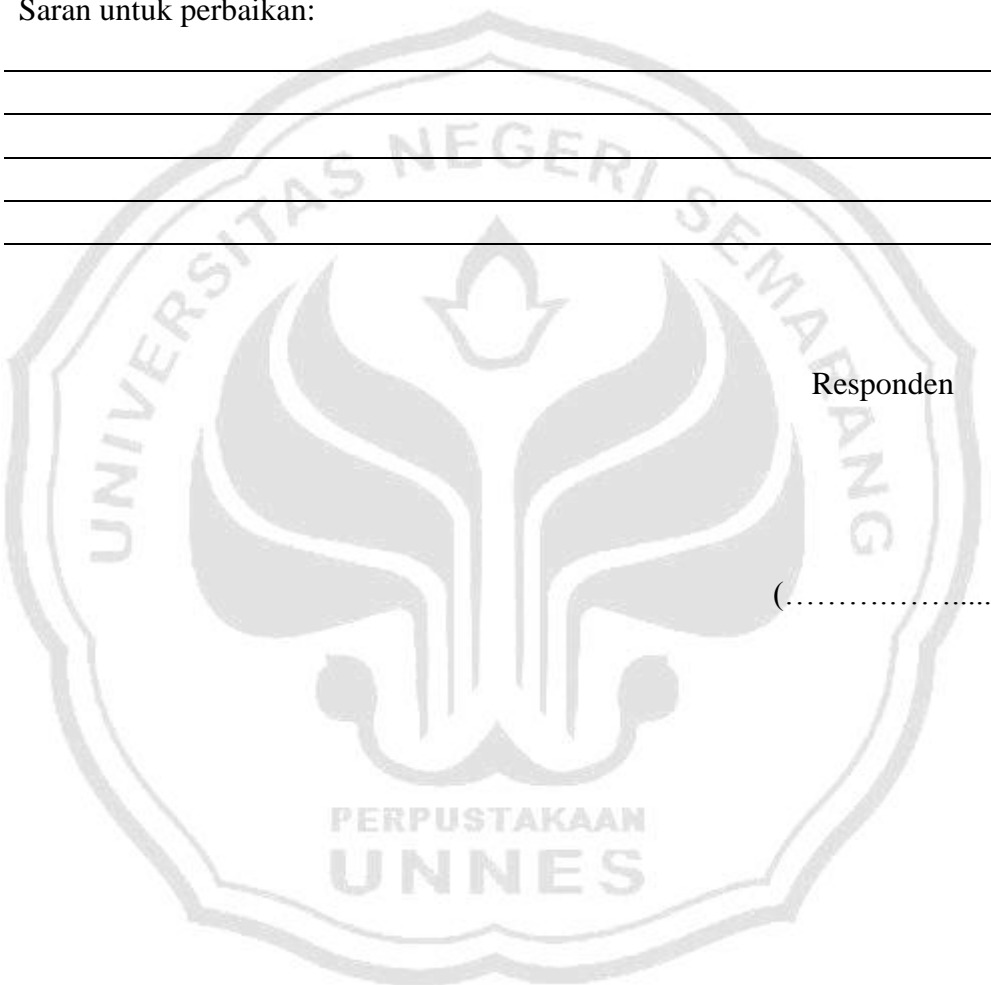 Saran untuk perbaikan:
UNIVERSITAS NEGERI SEMARANG
Responden
(……………….....
PERPUSTAKAAN
UNNES